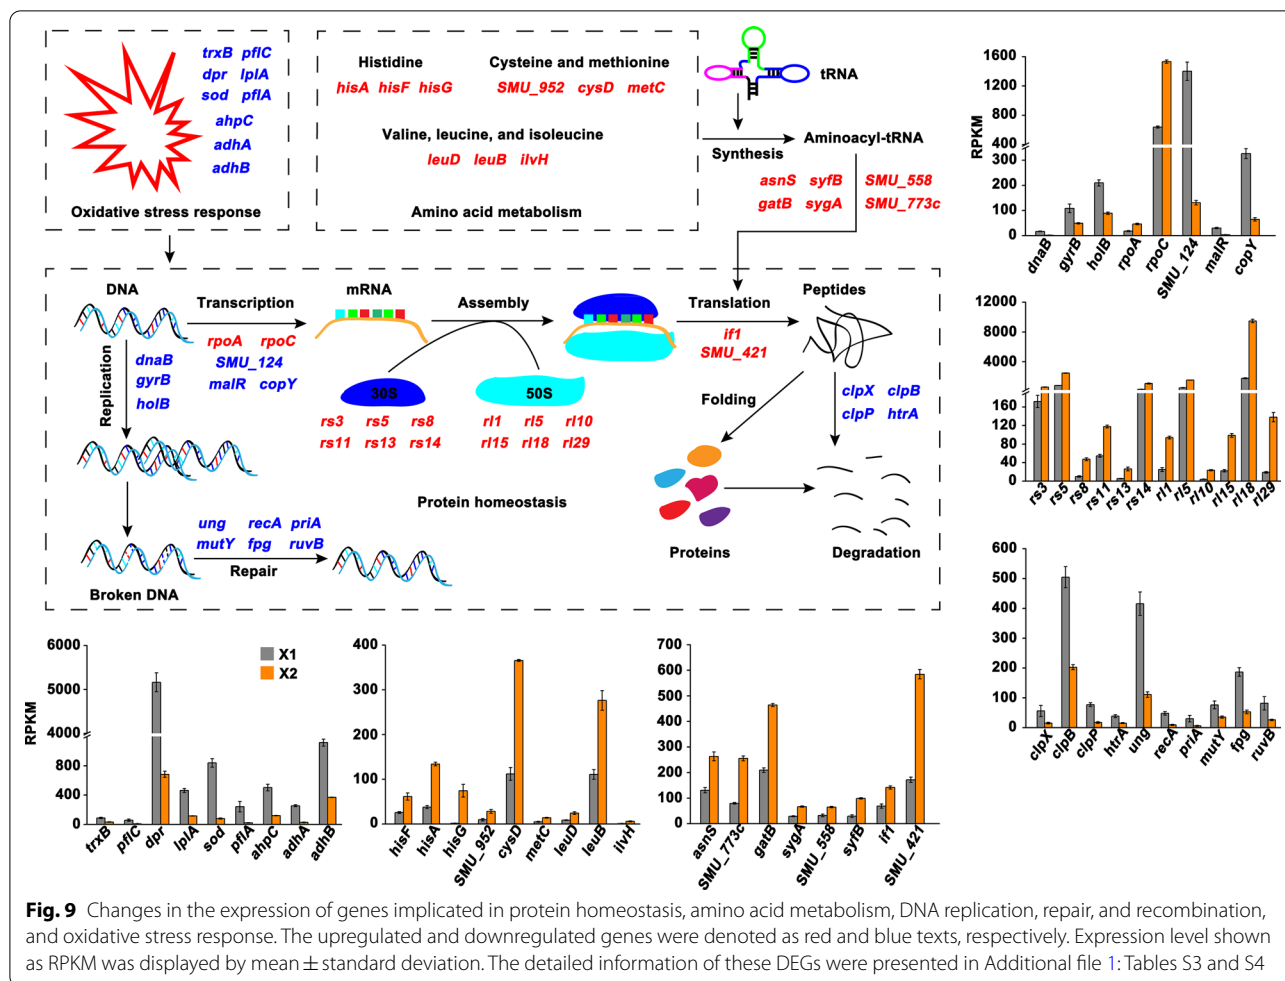 trxB pflC
dpr lplA
sod pflA
ahpC
adhA
adhB
Oxidative stress response
Histidine
hisA hisF hisG
Cysteine and methionine
SMU_952 cysD metC
Valine, leucine, and isoleucine
leuD leuB ilvH
Amino acid metabolism
tRNA
Synthesis
Aminoacyl-tRNA
asnS syfB SMU_558
gatB sygA SMU_773c
DNA
Transcription
rpoA rpoC
SMU_124
malR copY
mRNA
Assembly
30S
rs3 rs5 rs8
rs11 rs13 rs14
50S
rl1 rl5 rl10
rl15 rl18 rl29
Translation
if1
SMU_421
Peptides
Replication
dnaB
gyrB
holB
Folding
clpX clpB
clpP htrA
Protein homeostasis
Proteins
Degradation
ung recA priA
mutY fpg ruvB
Repair
Broken DNA
RPKM
1600
1200
800
400
300
200
100
0
dnaB gyrB holB rpoA rpoC SMU_124 malR copY
12000
8000
4000
200
160
120
80
40
0
rs3 rs5 rs8 rs11 rs13 rs14 rl1 rl5 rl10 rl15 rl18 rl29
600
500
400
300
200
100
0
clpX clpB clpP htrA ung recA priA mutY fpg ruvB
RPKM
6000
5000
4000
800
400
0
X1
X2
trxB pflC dpr lplA sod pflA ahpC adhA adhB
400
300
200
100
0
hisF hisA hisG SMU_952 cysD metC leuD leuB ilvH
700
600
500
400
300
200
100
0
asnS SMU_773c gatB sygA SMU_558 syfB if1 SMU_421
Fig. 9 Changes in the expression of genes implicated in protein homeostasis, amino acid metabolism, DNA replication, repair, and recombination,
and oxidative stress response. The upregulated and downregulated genes were denoted as red and blue texts, respectively. Expression level shown
as RPKM was displayed by mean ± standard deviation. The detailed information of these DEGs were presented in Additional file 1: Tables S3 and S4